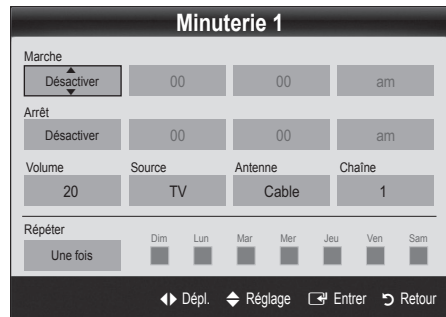 Minuterie 1
Marche
Désactiver 00 00 am
Arrêt
Désactiver 00 00 am
Volume Source Antenne Chaîne
20 TV Cable 1
Répéter Dim Lun Mar Mer Jeu Ven Sam
Une fois
Dépl. Réglage Entrer Retour